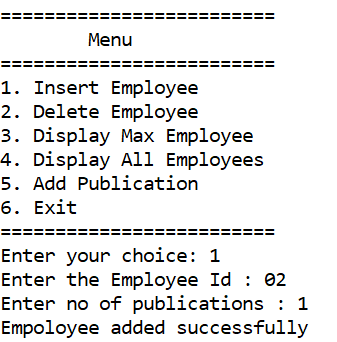 =========================
Menu
=========================
1. Insert Employee
2. Delete Employee
3. Display Max Employee
4. Display All Employees
5. Add Publication
6. Exit
=========================
Enter your choice: 1
Enter the Employee Id : 02
Enter no of publications : 1
Empoloyee added successfully